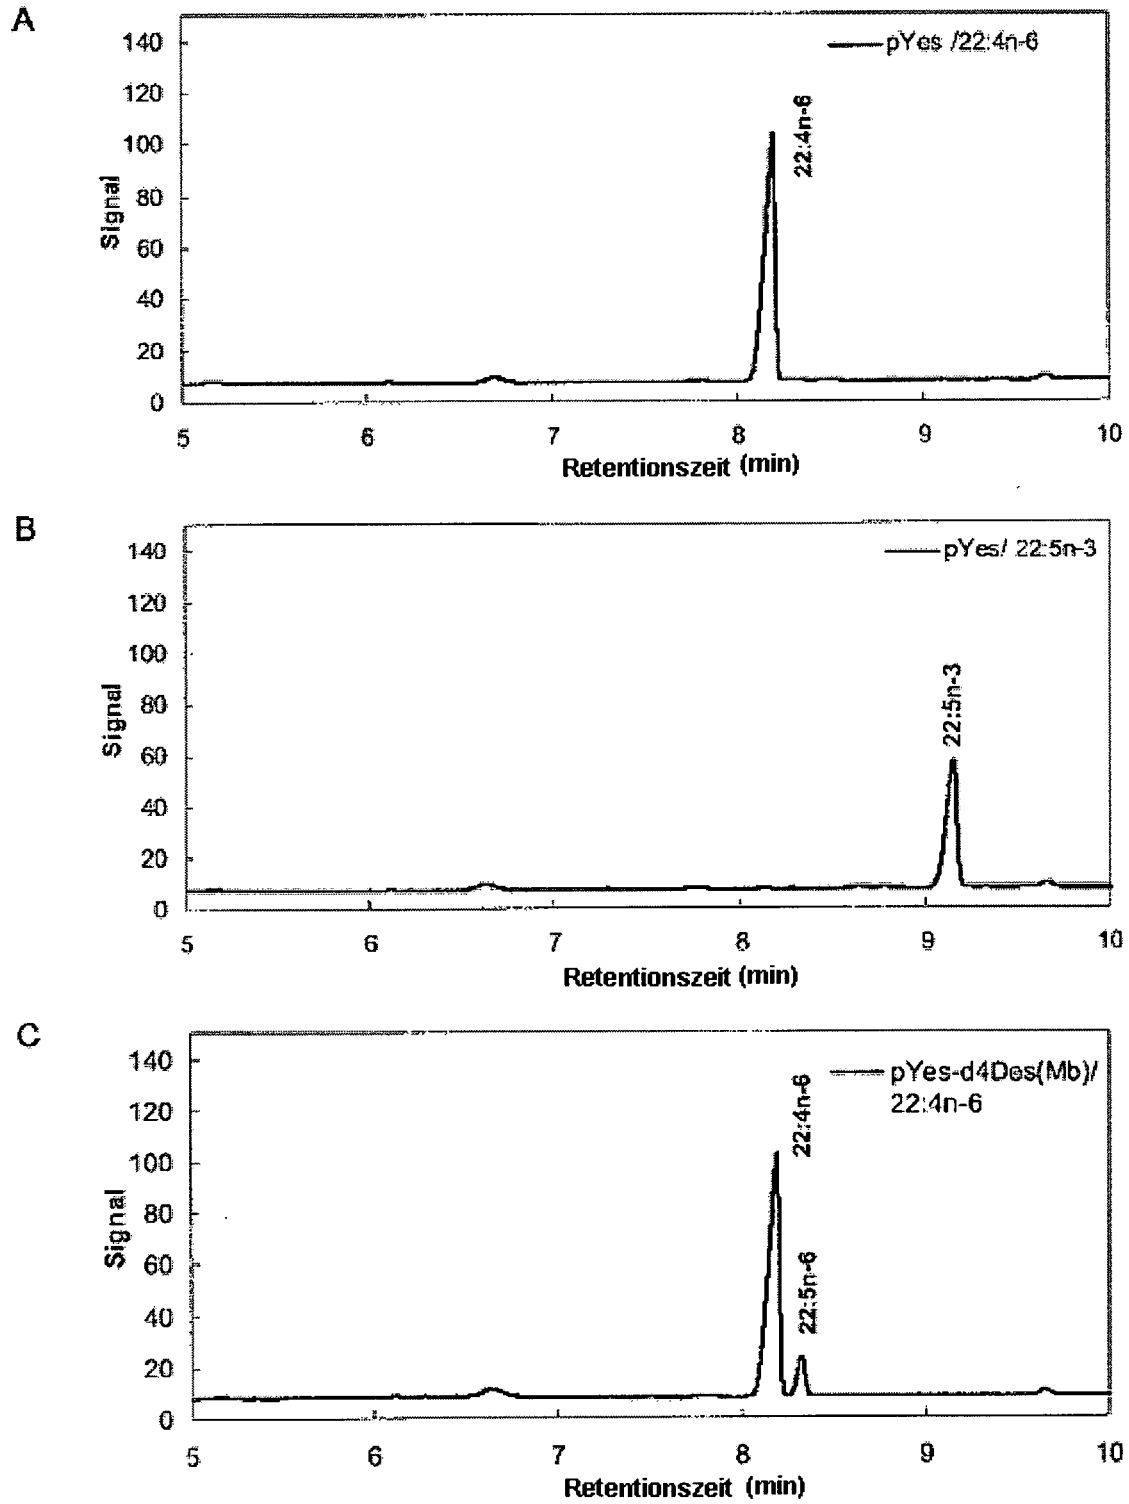 A
pYes /22:4n-6
140
120
100
80
60
40
20
0
Signal
22:4n-6
5 6 7 8 9 10
Retentionszeit (min)
B
pYes/ 22:5n-3
140
120
100
80
60
40
20
0
Signal
22:5n-3
5 6 7 8 9 10
Retentionszeit (min)
C
pYes-d4Des(Mb)/
22:4n-6
140
120
100
80
60
40
20
0
Signal
22:4n-6
22:5n-6
5 6 7 8 9 10
Retentionszeit (min)